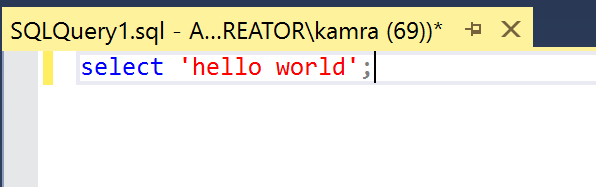 SQLQuery1.sql - A...REATOR\kamra (69))*
select 'hello world';